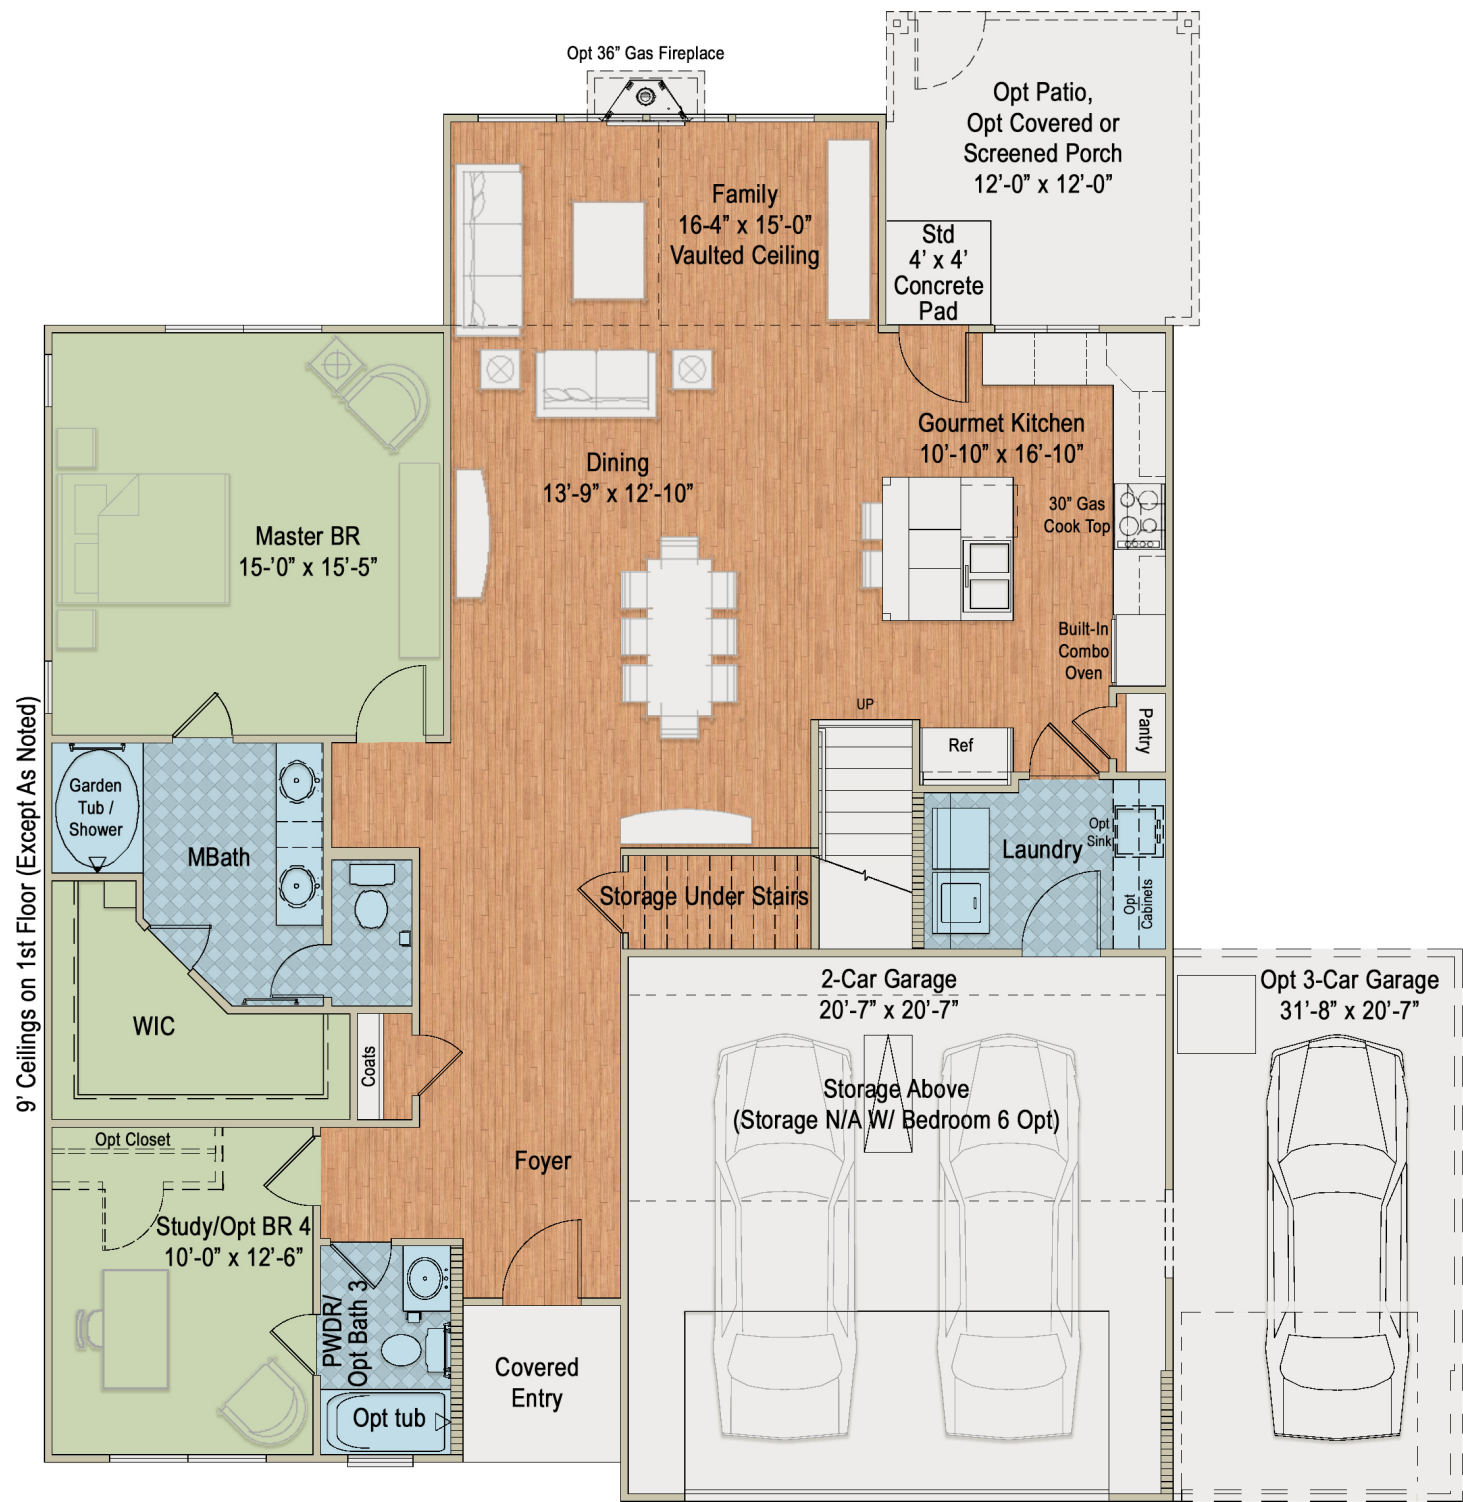 Opt 36” Gas Fireplace
Opt Patio,
Opt Covered or
Screened Porch
12’-0” x 12’-0”
Family
16-4” x 15’-0”
Vaulted Ceiling
Std
4’ x 4’
Concrete
Pad
Gourmet Kitchen
10’-10” x 16’-10”
Dining
13’-9” x 12’-10”
30” Gas
Cook Top
Master BR
15-’0” x 15’-5”
Built-In
Combo
Oven
UP
Ref
Pantry
9’ Ceilings on 1st Floor (Except As Noted)
Garden
Tub /
Shower
MBath
Opt
Sink
Laundry
Opt
Cabinets
Storage Under Stairs
WIC
Coats
2-Car Garage
20’-7” x 20’-7”
Opt 3-Car Garage
31’-8” x 20’-7”
Storage Above
(Storage N/A W/ Bedroom 6 Opt)
Opt Closet
Foyer
Study/Opt BR 4
10’-0” x 12’-6”
PWDR/
Opt Bath 3
Covered
Entry
Opt tub